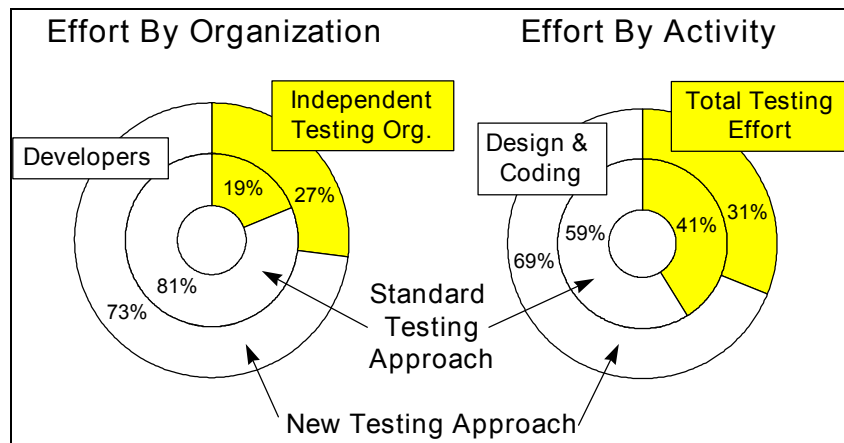 Effort By Organization
Effort By Activity
Independent
Testing Org.
Developers
19%
27%
81%
73%
Total Testing
Effort
Design &
Coding
59%
41%
31%
69%
Standard
Testing
Approach
New Testing Approach